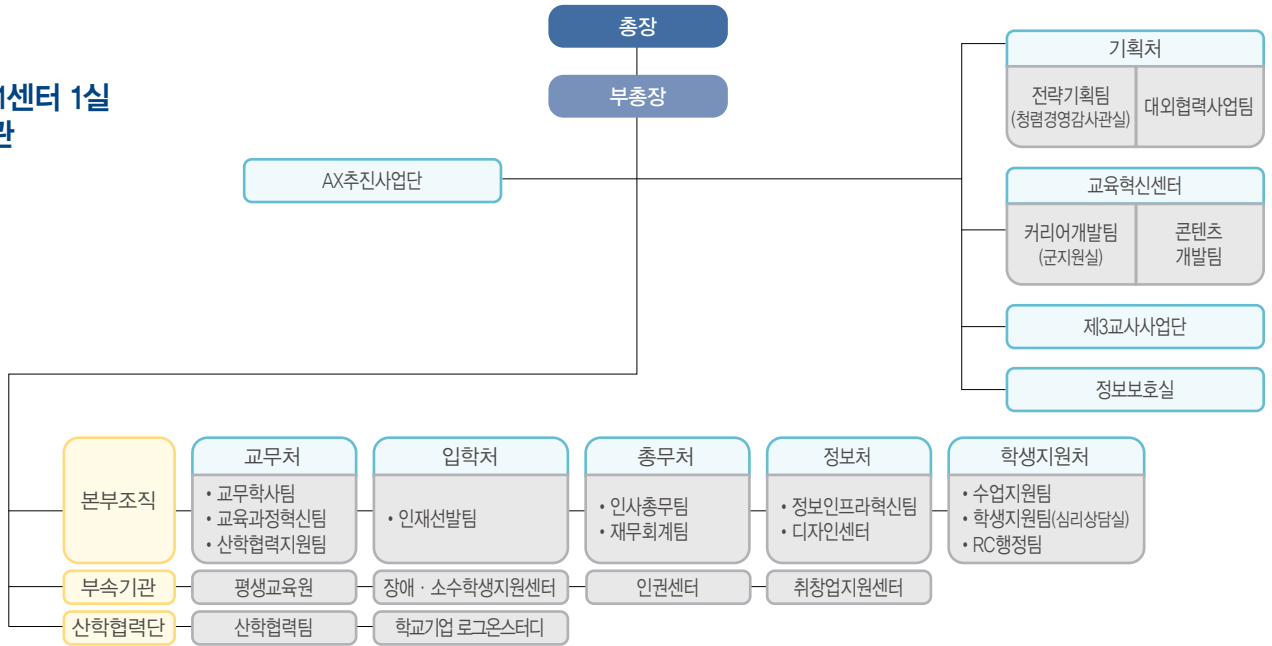 총장
부총장
센터 1실
관
AX추진사업단
기획처
전략기획팀
(청렴경영감사관실)
대외협력사업팀
교육혁신센터
커리어개발팀
(군지원실)
콘텐츠
개발팀
제3교사사업단
정보보호실
본부조직
교무처
• 교무학사팀
• 교육과정혁신팀
• 산학협력지원팀
입학처
• 인재선발팀
총무처
• 인사총무팀
• 재무회계팀
정보처
• 정보인프라혁신팀
• 디자인센터
학생지원처
• 수업지원팀
• 학생지원팀(심리상담실)
• RC행정팀
부속기관
평생교육원
장애 · 소수학생지원센터
인권센터
취창업지원센터
산학협력단
산학협력팀
학교기업 로그온스터디